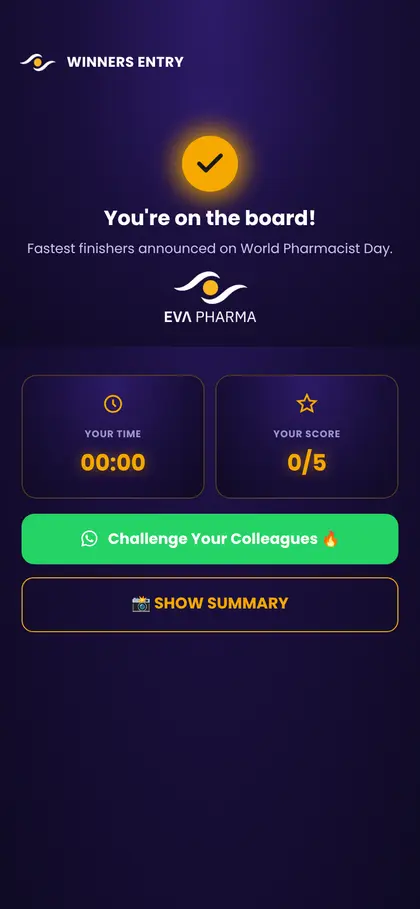 WINNERS ENTRY
You're on the board!
Fastest finishers announced on World Pharmacist Day.
EVΛ PHARMA
YOUR TIME
00:00
YOUR SCORE
0/5
Challenge Your Colleagues 🔥
📸 SHOW SUMMARY